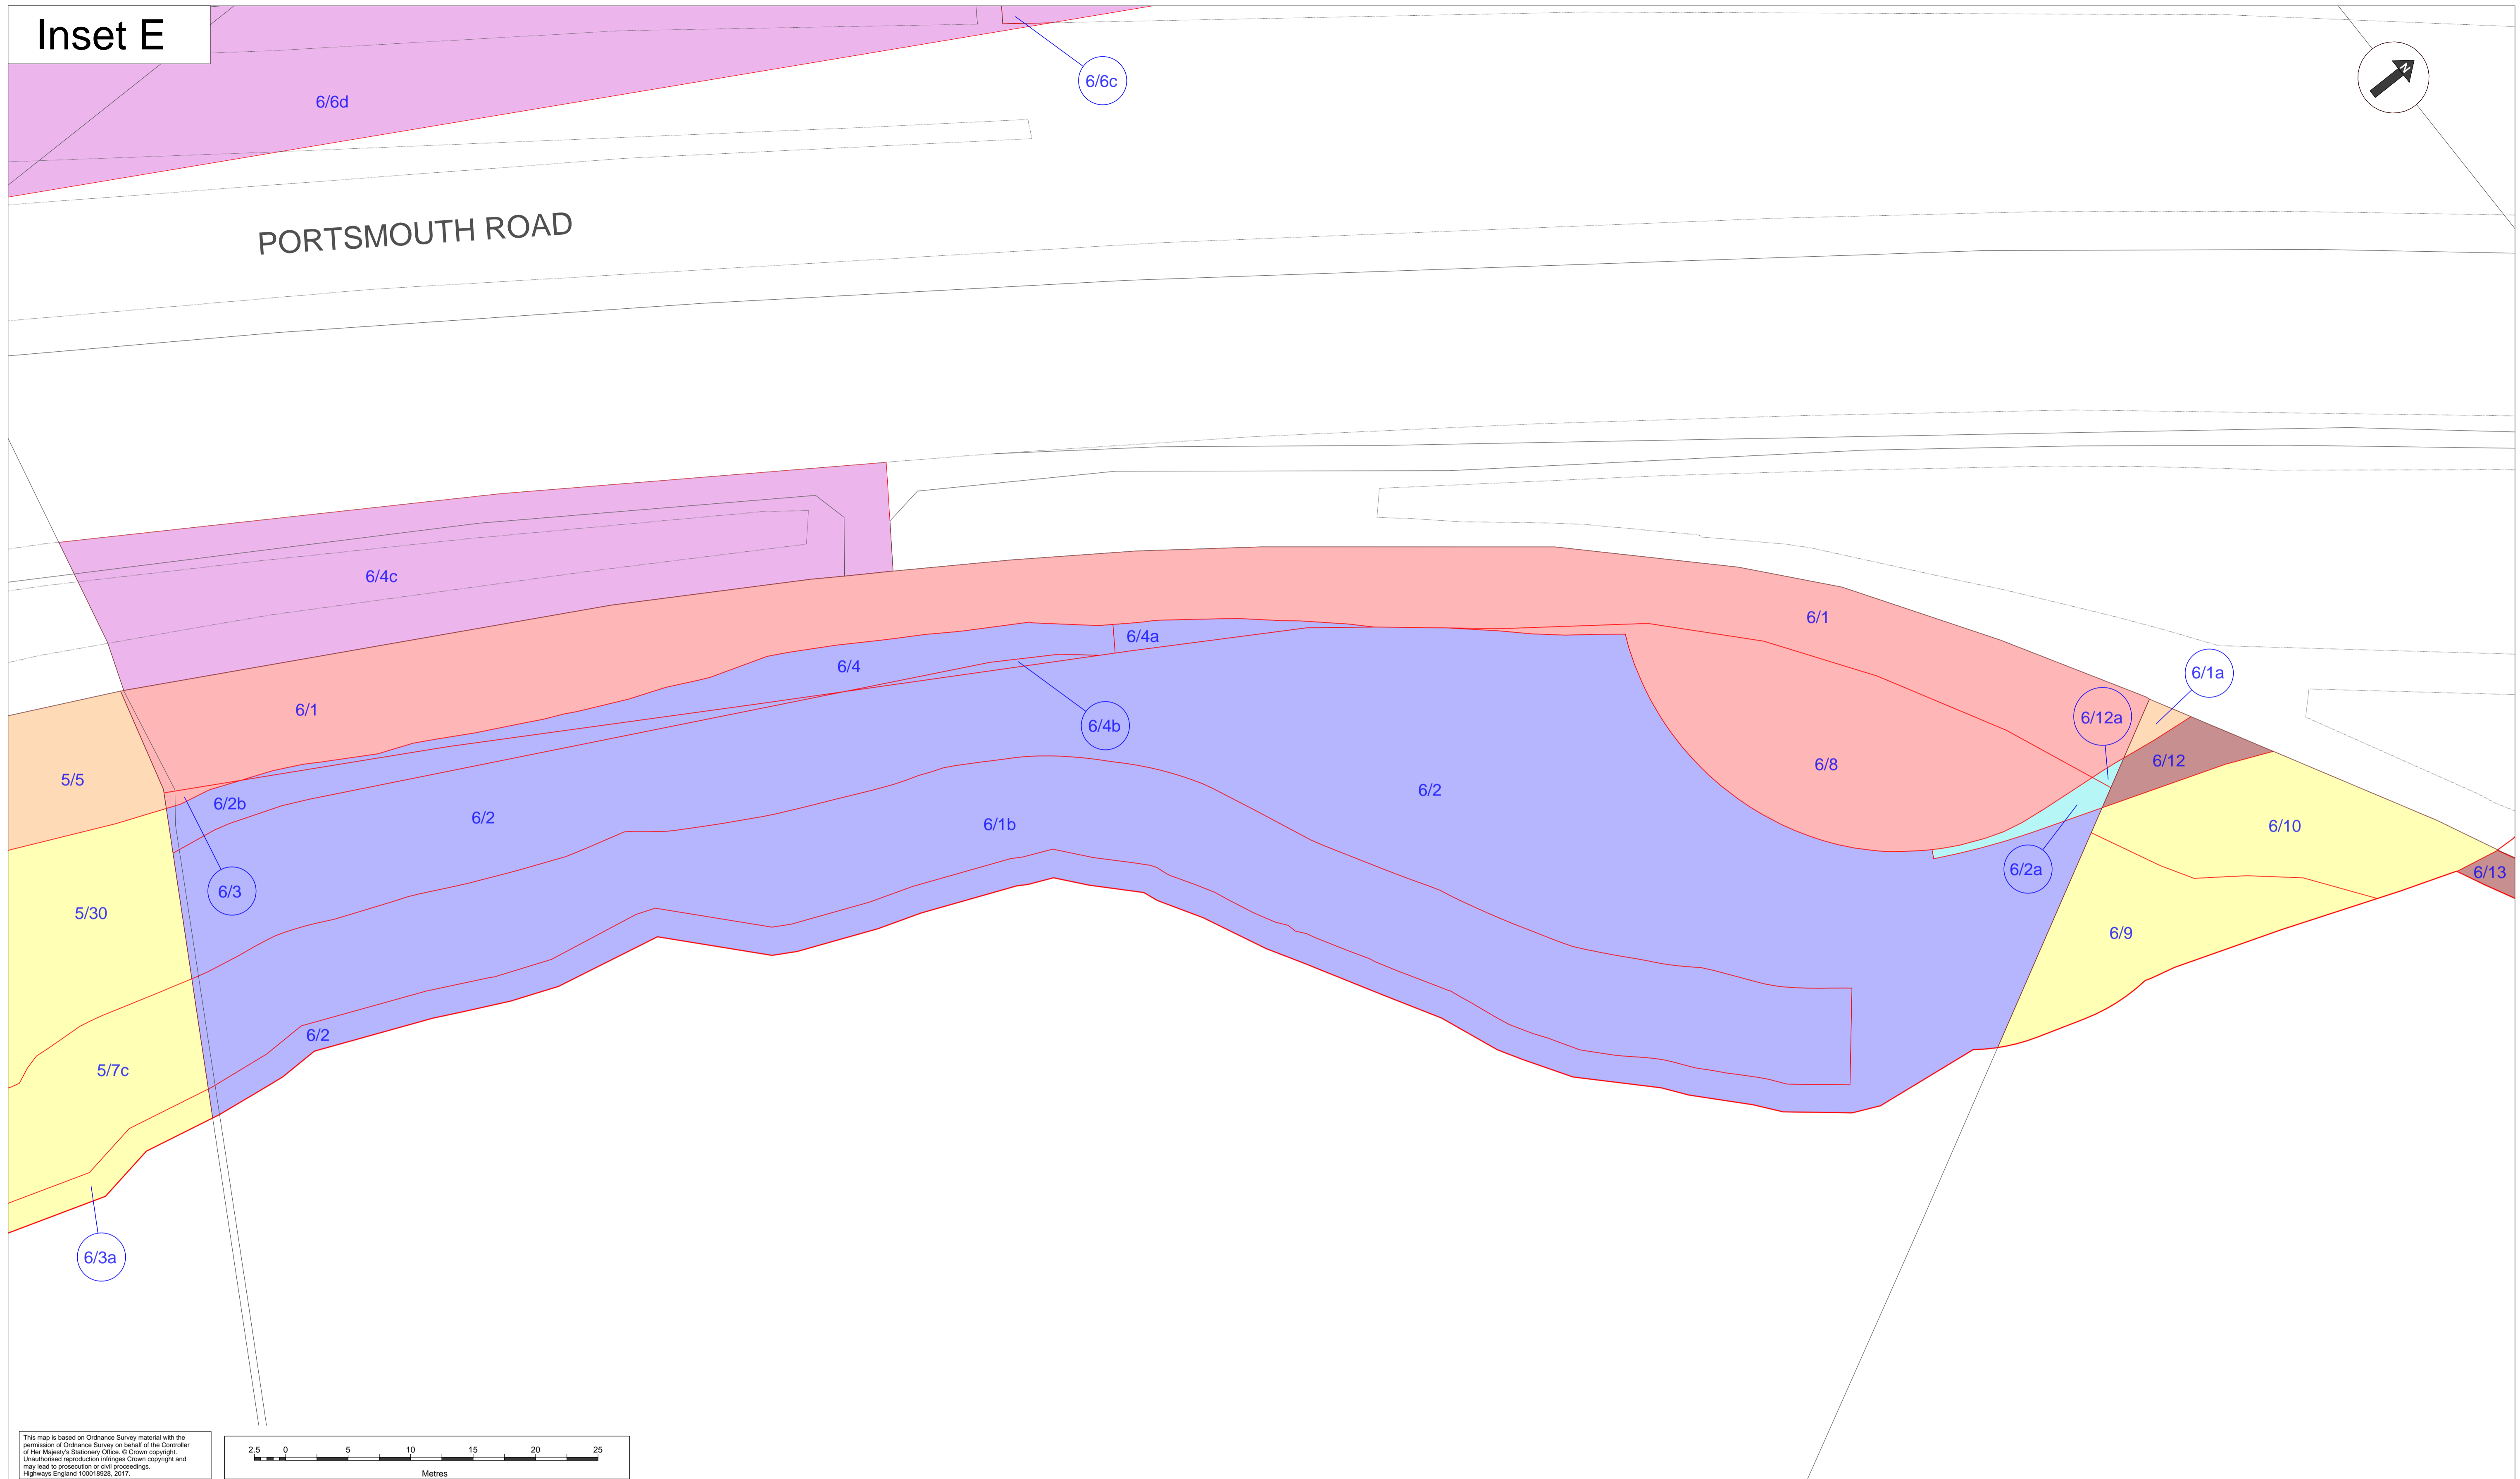 Inset E
6/6c
N
6/6d
PORTSMOUTH ROAD
6/4c
6/1
6/4a
6/4
6/1a
6/1
6/12a
6/4b
6/12
6/8
5/5
6/2
6/2b
6/2
6/1b
6/10
6/2a
6/13
6/3
5/30
6/9
6/2
5/7c
6/3a
This map is based on Ordnance Survey material with the
permission of Ordnance Survey on behalf of the Controller
of Her Majesty's Stationery Office. © Crown copyright.
Unauthorised reproduction infringes Crown copyright and
may lead to prosecution or civil proceedings.
Highways England 100018928, 2017.
2.5 0 5 10 15 20 25
Metres